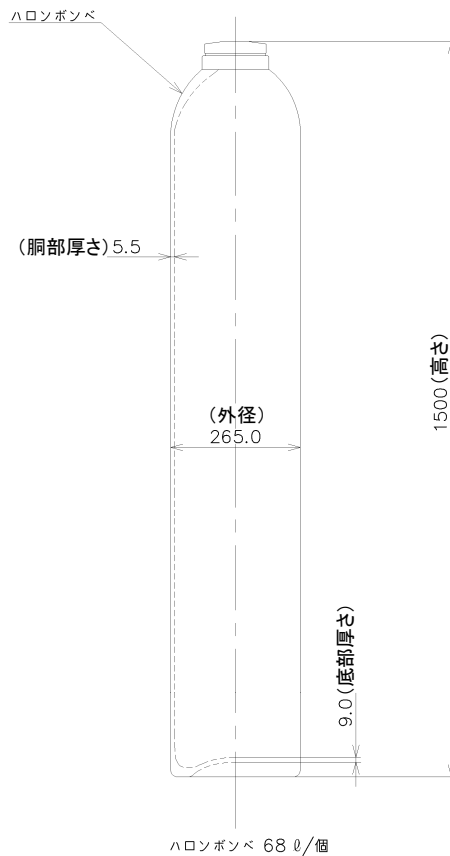 ハロンボンベ
(胴部厚さ)5.5
(外径)
265.0
1500(高さ)
9.0(底部厚さ)
ハロンボンベ 68 ℓ/個